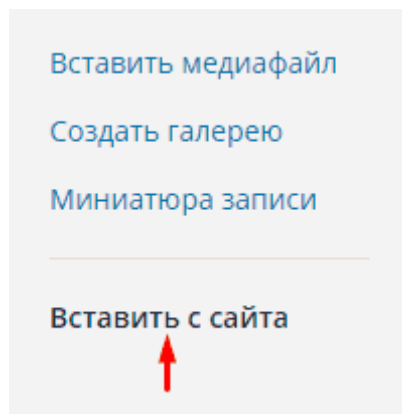 Вставить медиафайл
Создать галерею
Миниатюра записи
Вставить с сайта